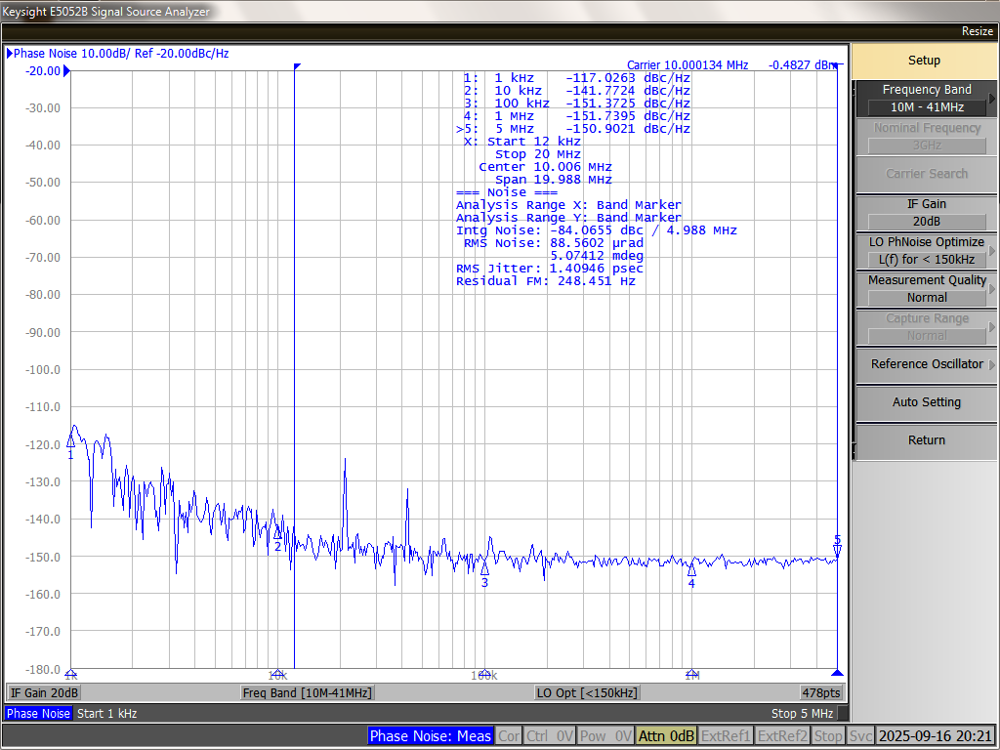 Keysight E5052B Signal Source Analyzer
Resize
Phase Noise 10.00dB/ Ref -20.00dBc/Hz
Carrier 10.000134 MHz -0.4827 dBm
1: 1 kHz -117.0263 dBc/Hz
2: 10 kHz -141.7724 dBc/Hz
3: 100 kHz -151.3725 dBc/Hz
4: 1 MHz -151.7395 dBc/Hz
>5: 5 MHz -150.9021 dBc/Hz
X: Start 12 kHz
Stop 20 MHz
Center 10.006 MHz
Span 19.988 MHz
=== Noise ===
Analysis Range X: Band Marker
Analysis Range Y: Band Marker
Intg Noise: -84.0655 dBc / 4.988 MHz
RMS Noise: 88.5602 µrad
5.07412 mdeg
RMS Jitter: 1.40946 psec
Residual FM: 248.451 Hz
-20.00
-30.00
-40.00
-50.00
-60.00
-70.00
-80.00
-90.00
-100.0
-110.0
-120.0
-130.0
-140.0
-150.0
-160.0
-170.0
-180.0
1
2
3
4
5
1k
10k
100k
1M
IF Gain 20dB
Freq Band [10M-41MHz]
LO Opt [<150kHz]
478pts
Phase Noise Start 1 kHz
Stop 5 MHz
Setup
Frequency Band
10M - 41MHz
Nominal Frequency
3GHz
Carrier Search
IF Gain
20dB
LO PhNoise Optimize
L(f) for < 150kHz
Measurement Quality
Normal
Capture Range
Normal
Reference Oscillator
Auto Setting
Return
Phase Noise: Meas
Cor
Ctrl 0V
Pow 0V
Attn 0dB
ExtRef1
ExtRef2
Stop
Svc
2025-09-16 20:21